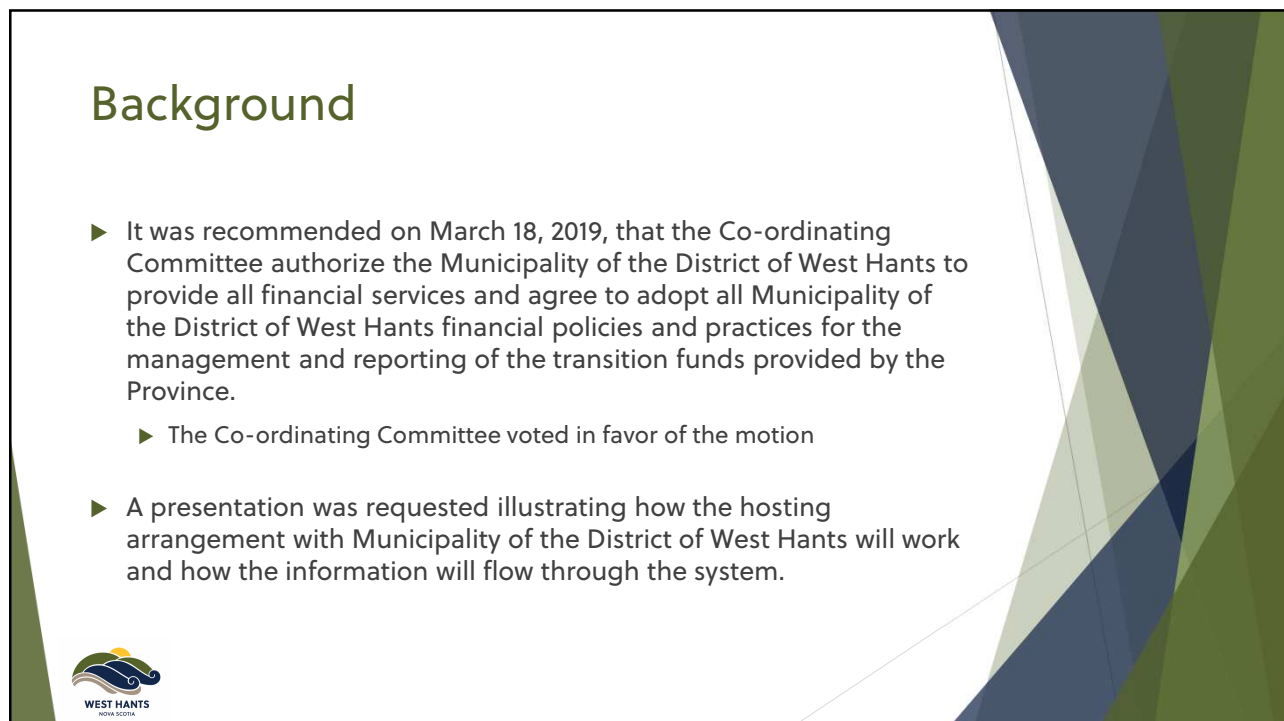 Background
It was recommended on March 18, 2019, that the Co-ordinating
Committee authorize the Municipality of the District of West Hants to
provide all financial services and agree to adopt all Municipality of
the District of West Hants financial policies and practices for the
management and reporting of the transition funds provided by the
Province.
The Co-ordinating Committee voted in favor of the motion
A presentation was requested illustrating how the hosting
arrangement with Municipality of the District of West Hants will work
and how the information will flow through the system.
WEST HANTS
NOVA SCOTIA